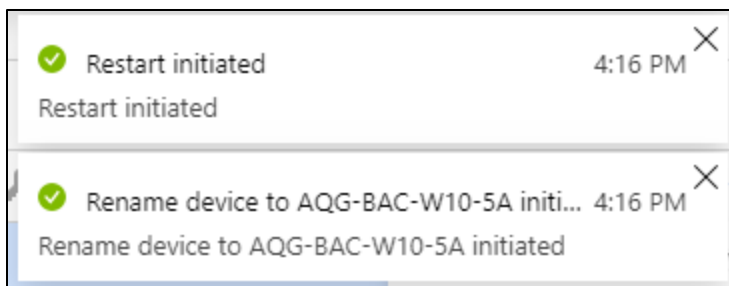 Restart initiated 4:16 PM
Restart initiated
Rename device to AQG-BAC-W10-5A initi... 4:16 PM
Rename device to AQG-BAC-W10-5A initiated